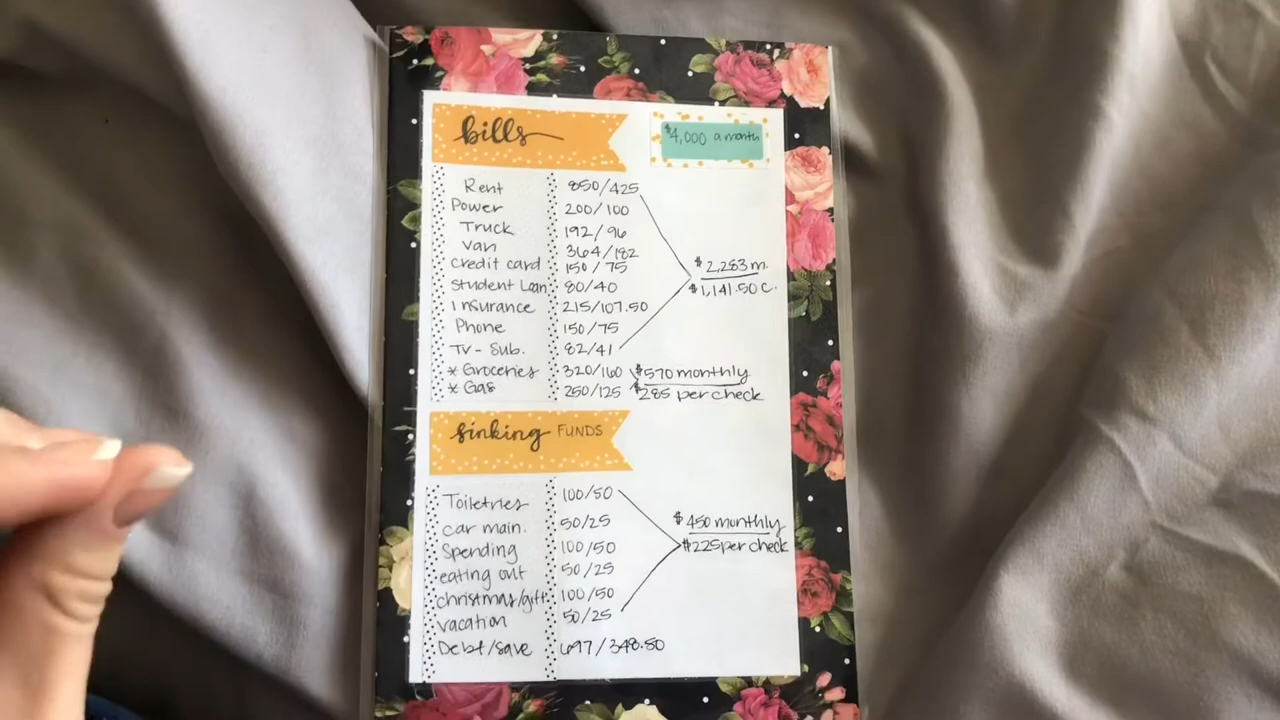 bills
$4,000 a month
Rent 850/425
Power 200/100
Truck 192/96
Van 364/182
credit card 150/75
Student Loan 80/40
Insurance 215/107.50
Phone 150/75
TV-Sub. 82/41
$2,283 m.
$1,141.50 c.
* Groceries 320/160
* Gas 250/125
$570 monthly
$285 per check
sinking FUNDS
Toiletries 100/50
car main. 50/25
Spending 100/50
eating out 50/25
christmas/gift 100/50
vacation 50/25
$450 monthly
$225 per check
Debt/save 697/348.50